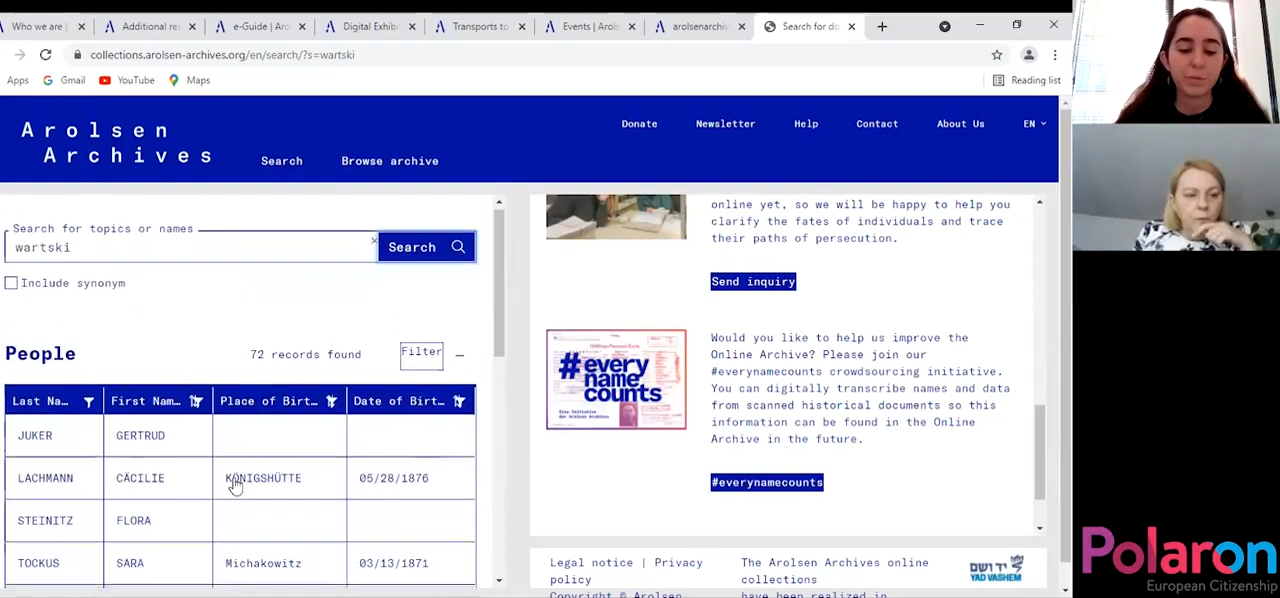 Who we are
Additional re
e-Guide | Aro
Digital Exhib
Transports to
Events | Arol
arolsenarchiv
Search for do
collections.arolsen-archives.org/en/search/?s=wartski
Apps
Gmail
YouTube
Maps
Reading list
Arolsen
Archives
Search
Browse archive
Donate
Newsletter
Help
Contact
About Us
EN
Search for topics or names
wartski
Search
Include synonym
People
72 records found
Filter
Last Na…
First Nam…
Place of Birt…
Date of Birt…
JUKER
GERTRUD
LACHMANN
CÄCILIE
KÖNIGSHÜTTE
05/28/1876
STEINITZ
FLORA
TOCKUS
SARA
Michakowitz
03/13/1871
online yet, so we will be happy to help you
clarify the fates of individuals and trace
their paths of persecution.
Send inquiry
#every
name
counts
Eine Initiative
der Arolsen Archives
Would you like to help us improve the
Online Archive? Please join our
#everynamecounts crowdsourcing initiative.
You can digitally transcribe names and data
from scanned historical documents so this
information can be found in the Online
Archive in the future.
#everynamecounts
Legal notice | Privacy
policy
Copyright © Arolsen
The Arolsen Archives online
collections
have been realized in
יד ושם
YAD VASHEM
Polaron
European Citizenship